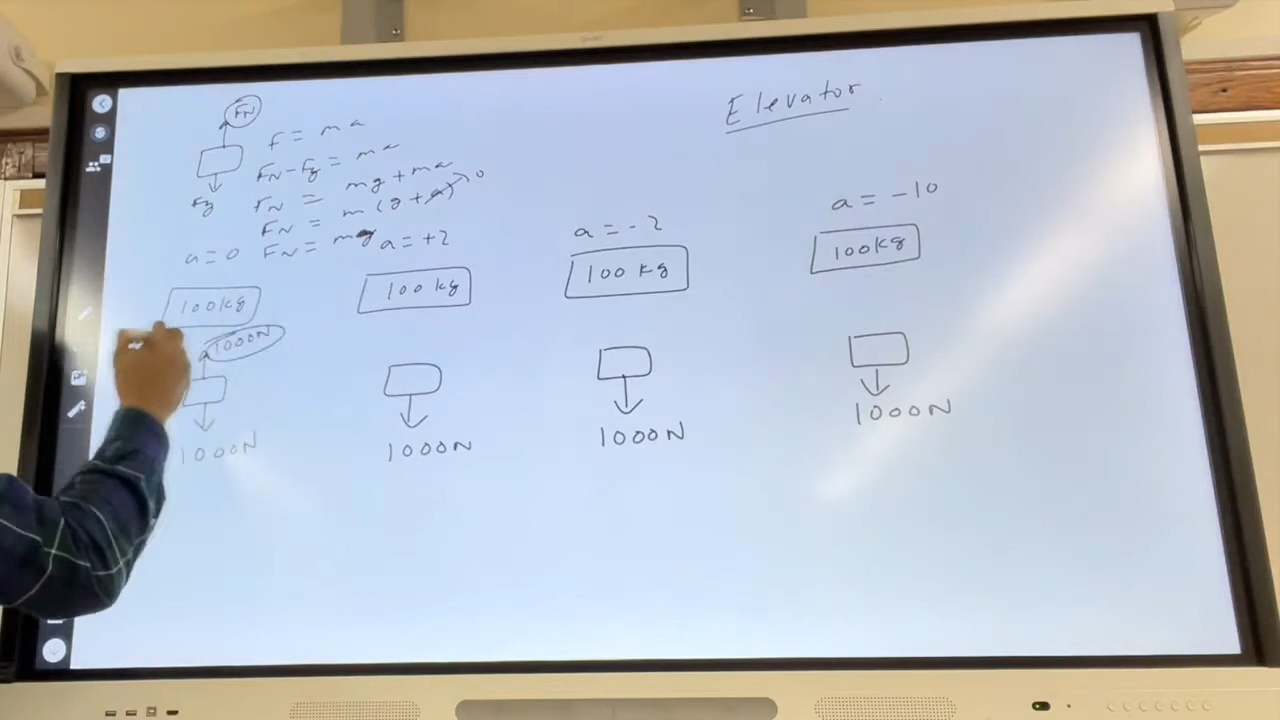 Elevator
FN
f = ma
FN - Fg = ma
Fg
FN = mg + ma
FN = m(g + a) 0
a = 0
FN = mg
a = +2
a = -2
a = -10
100kg
100 kg
100 kg
100kg
1000N
1000N
1000N
1000N
1000N